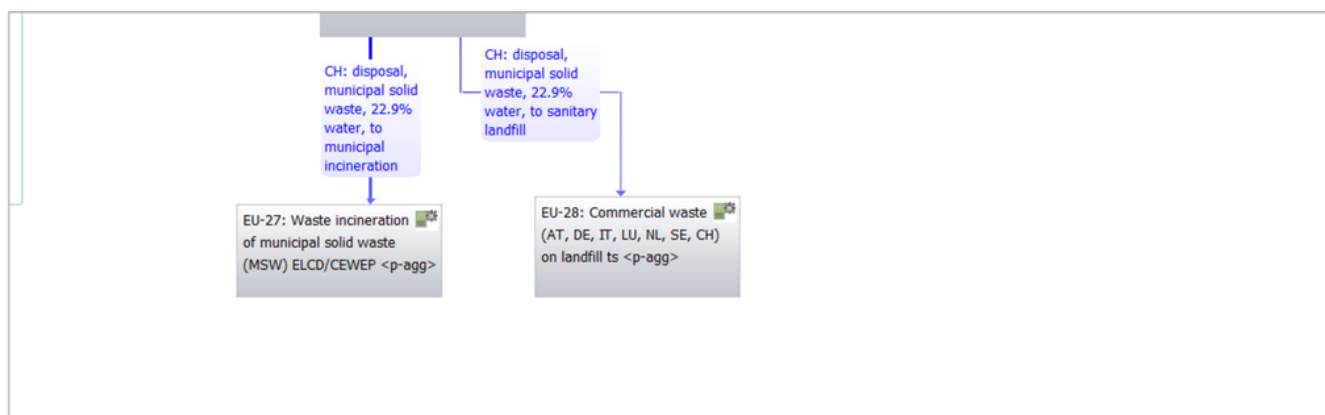 CH: disposal,
municipal solid
waste, 22.9%
water, to
municipal
incineration
CH: disposal,
municipal solid
waste, 22.9%
water, to sanitary
landfill
EU-27: Waste incineration
of municipal solid waste
(MSW) ELCD/CEWEP <p-agg>
EU-28: Commercial waste
(AT, DE, IT, LU, NL, SE, CH)
on landfill ts <p-agg>